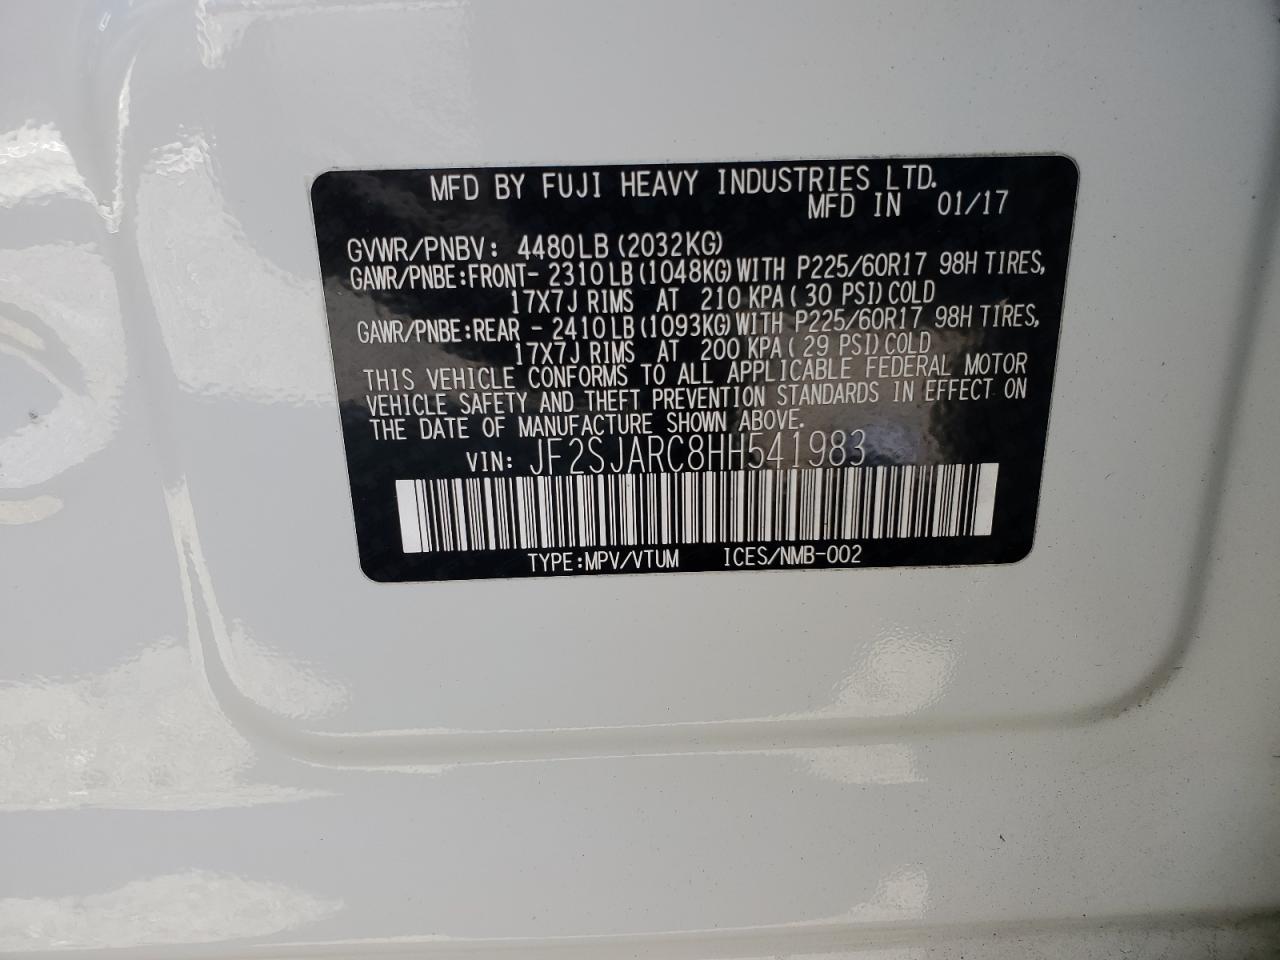 MFD BY FUJI HEAVY INDUSTRIES LTD.
MFD IN 01/17
GVWR/PNBV: 4480LB (2032KG)
GAWR/PNBE:FRONT- 2310LB (1048KG) WITH P225/60R17 98H TIRES,
17X7J RIMS AT 210 KPA ( 30 PSI) COLD
GAWR/PNBE:REAR - 2410LB (1093KG) WITH P225/60R17 98H TIRES,
17X7J RIMS AT 200 KPA ( 29 PSI) COLD
THIS VEHICLE CONFORMS TO ALL APPLICABLE FEDERAL MOTOR
VEHICLE SAFETY AND THEFT PREVENTION STANDARDS IN EFFECT ON
THE DATE OF MANUFACTURE SHOWN ABOVE.
VIN: JF2SJARC8HH541983
TYPE:MPV/VTUM ICES/NMB-002